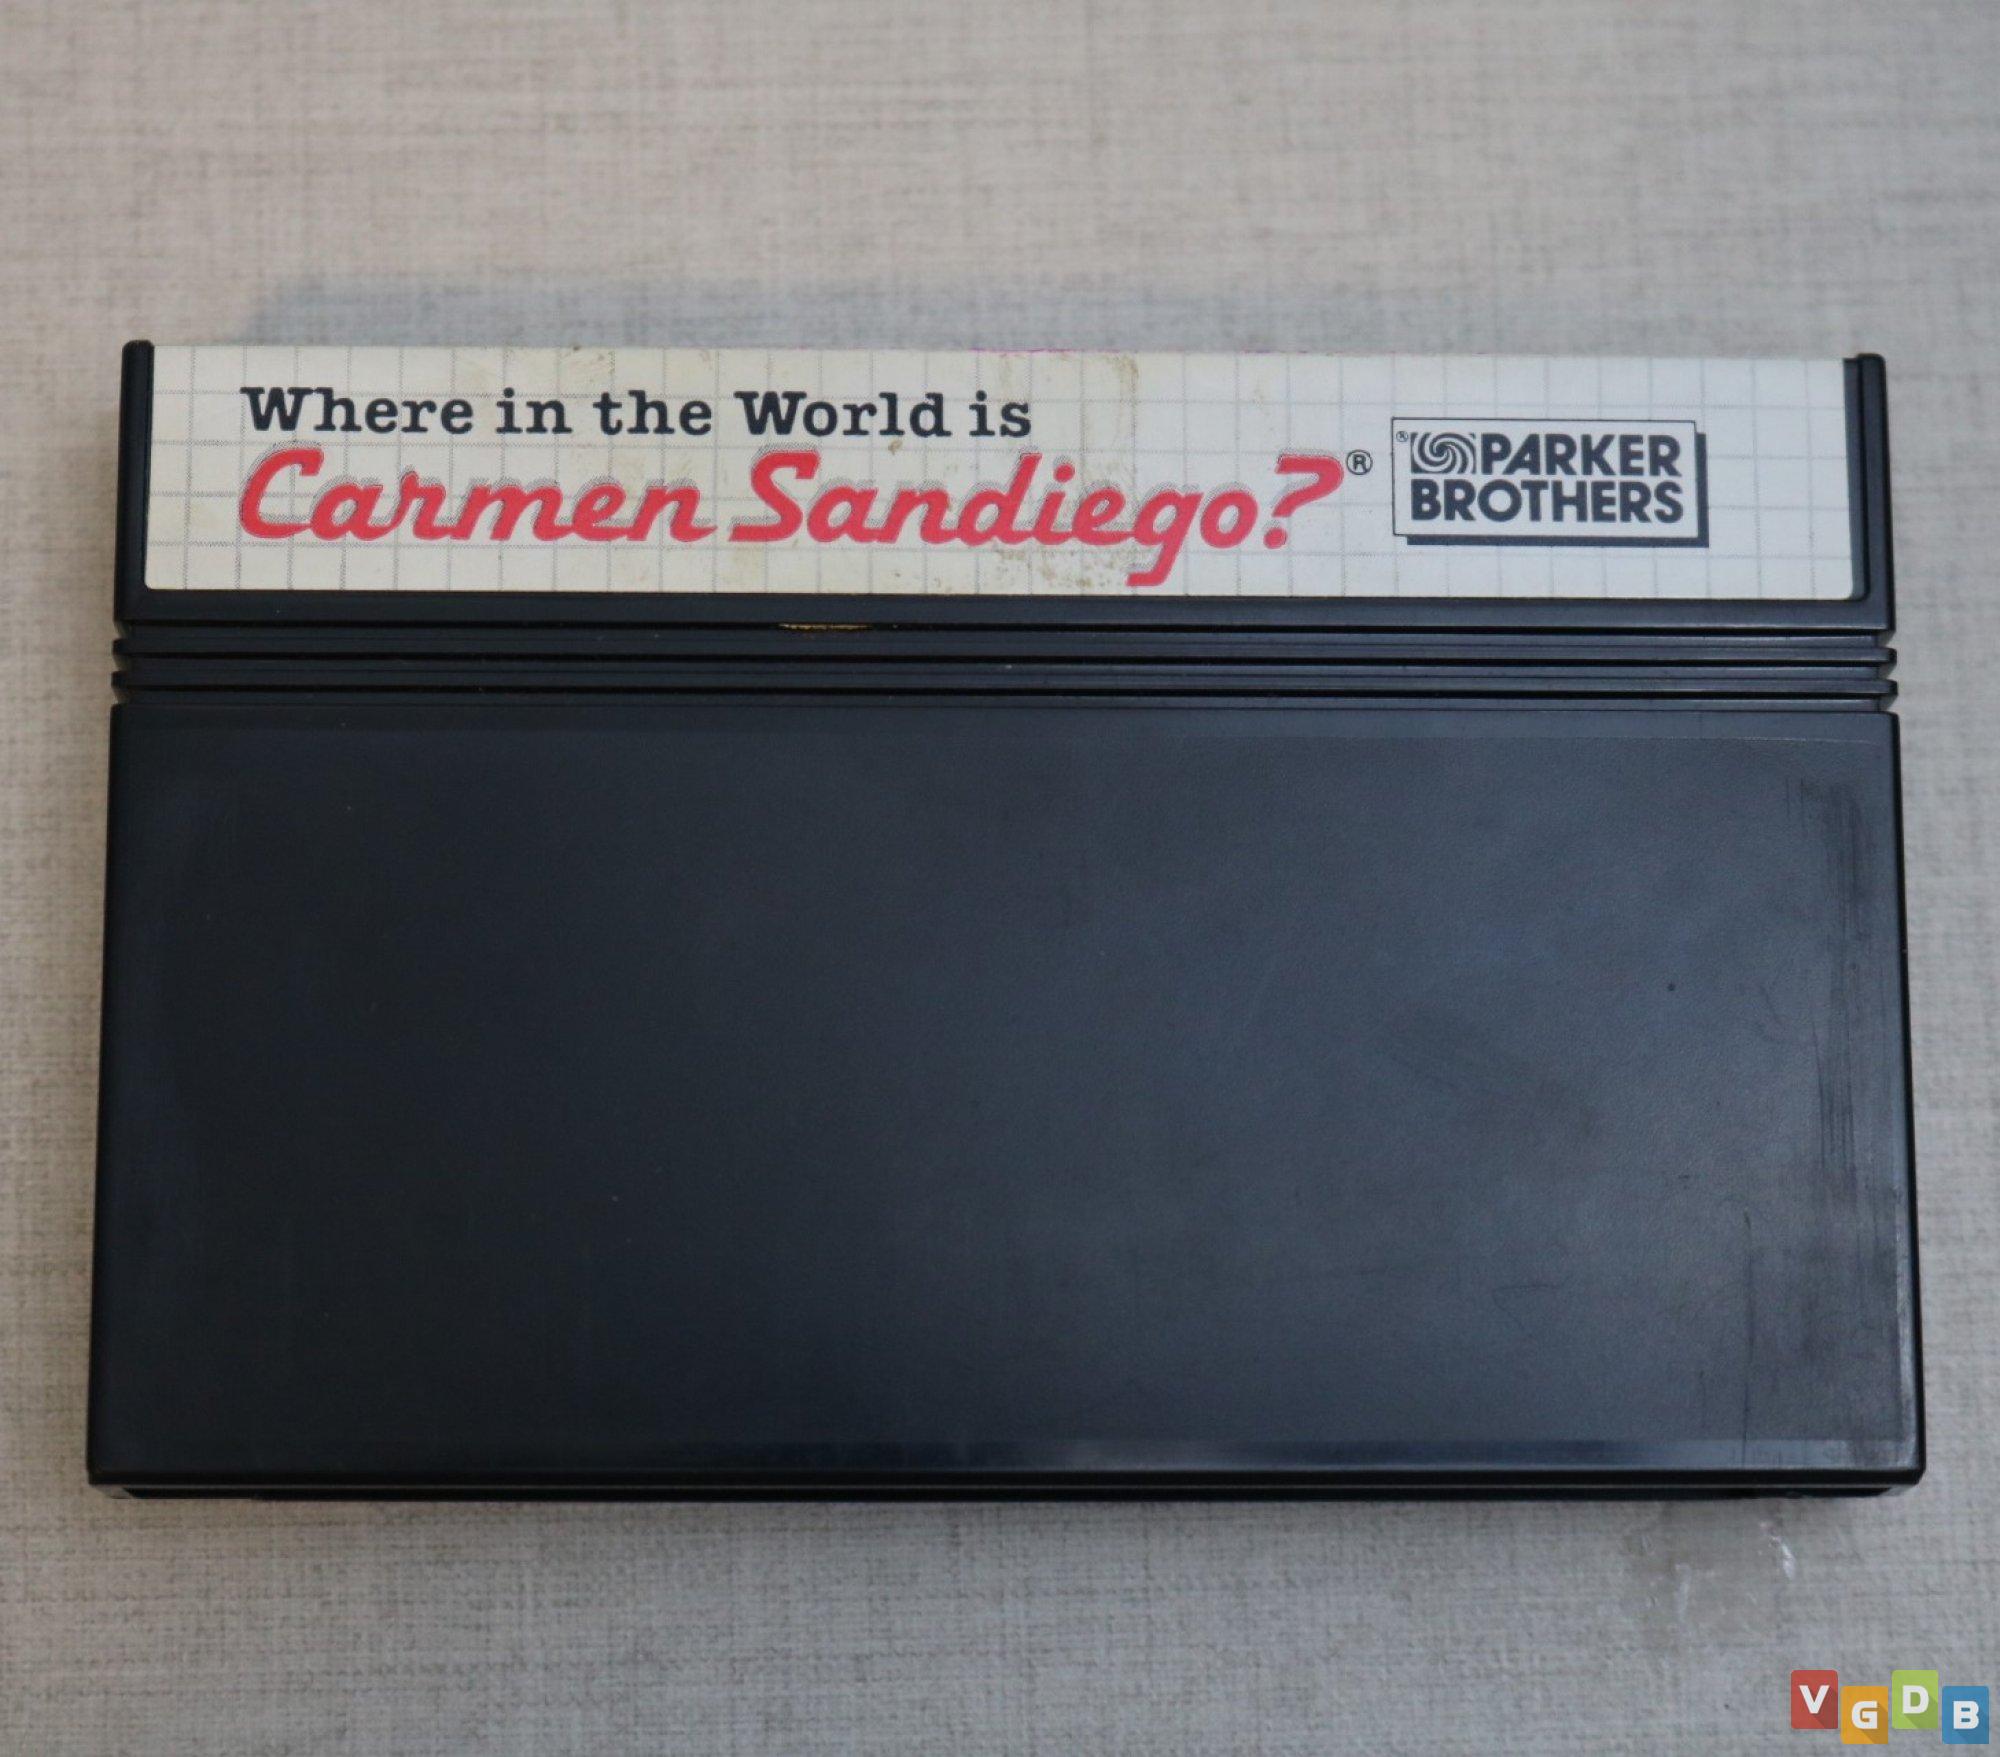 Where in the World is
Carmen Sandiego?®
® PARKER
BROTHERS
VGDB